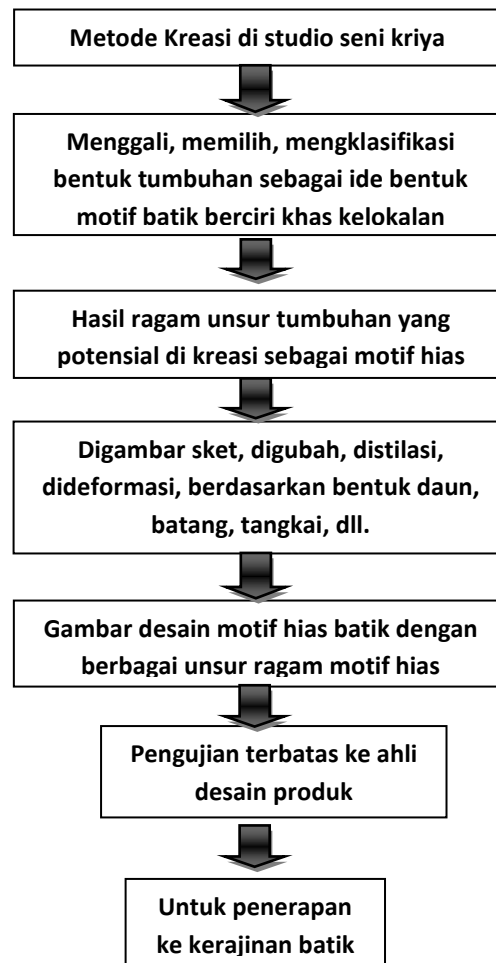 Metode Kreasi di studio seni kriya
Menggali, memilih, mengklasifikasi
bentuk tumbuhan sebagai ide bentuk
motif batik berciri khas kelokalan
Hasil ragam unsur tumbuhan yang
potensial di kreasi sebagai motif hias
Digambar sket, digubah, distilasi,
dideformasi, berdasarkan bentuk daun,
batang, tangkai, dll.
Gambar desain motif hias batik dengan
berbagai unsur ragam motif hias
Pengujian terbatas ke ahli
desain produk
Untuk penerapan
ke kerajinan batik